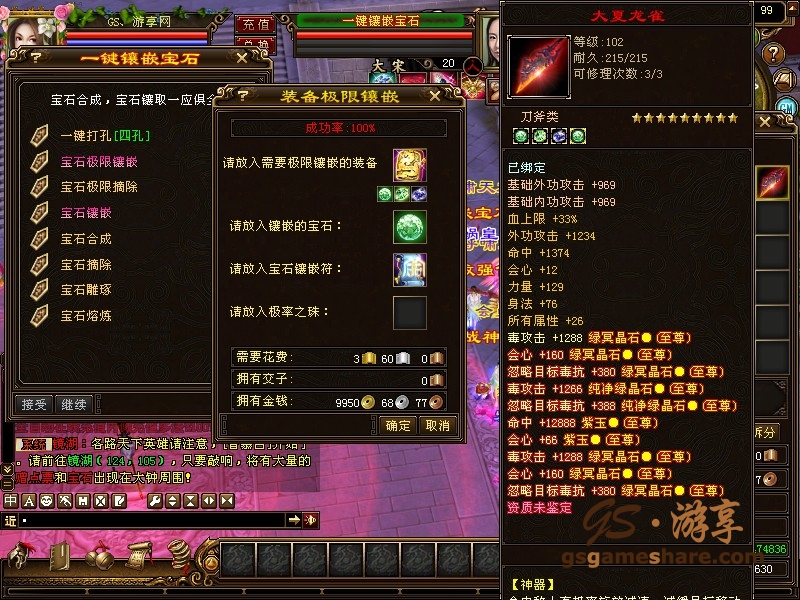 GS、游享网
充值
一键镶嵌宝石
大宋
20
99
一键镶嵌宝石
宝石合成，宝石镶取一应俱全
一键打孔[四孔]
宝石极限镶嵌
宝石极限摘除
宝石镶嵌
宝石合成
宝石摘除
宝石雕琢
宝石熔炼
接受
继续
装备极限镶嵌
成功率:100%
请放入需要极限镶嵌的装备
请放入镶嵌的宝石：
请放入宝石镶嵌符：
请放入极率之珠：
需要花费：
3 60 0
拥有交子：
0
拥有金钱：
9950 68 77
确定
取消
大夏龙雀
等级:102
耐久:215/215
可修理次数:3/3
刀斧类
已绑定
基础外功攻击 +969
基础内功攻击 +969
血上限 +33%
外功攻击 +1234
命中 +1374
会心 +12
力量 +129
身法 +76
所有属性 +26
毒攻击 +1288 绿冥晶石●(至尊)
会心 +160 绿冥晶石●(至尊)
忽略目标毒抗 +380 绿冥晶石●(至尊)
毒攻击 +1266 纯净绿晶石●(至尊)
忽略目标毒抗 +388 纯净绿晶石●(至尊)
命中 +12888 紫玉●(至尊)
会心 +66 紫玉●(至尊)
毒攻击 +1288 绿冥晶石●(至尊)
会心 +160 绿冥晶石●(至尊)
忽略目标毒抗 +380 绿冥晶石●(至尊)
资质未鉴定
【神器】
GS·游享
gsgameshare.com
拆分
74836
630
镜湖：各路天下英雄请注意，
。请前往镜湖(124,105)，只要敲响，将有大量的
和宝石出现在大钟周围！
中
A
近